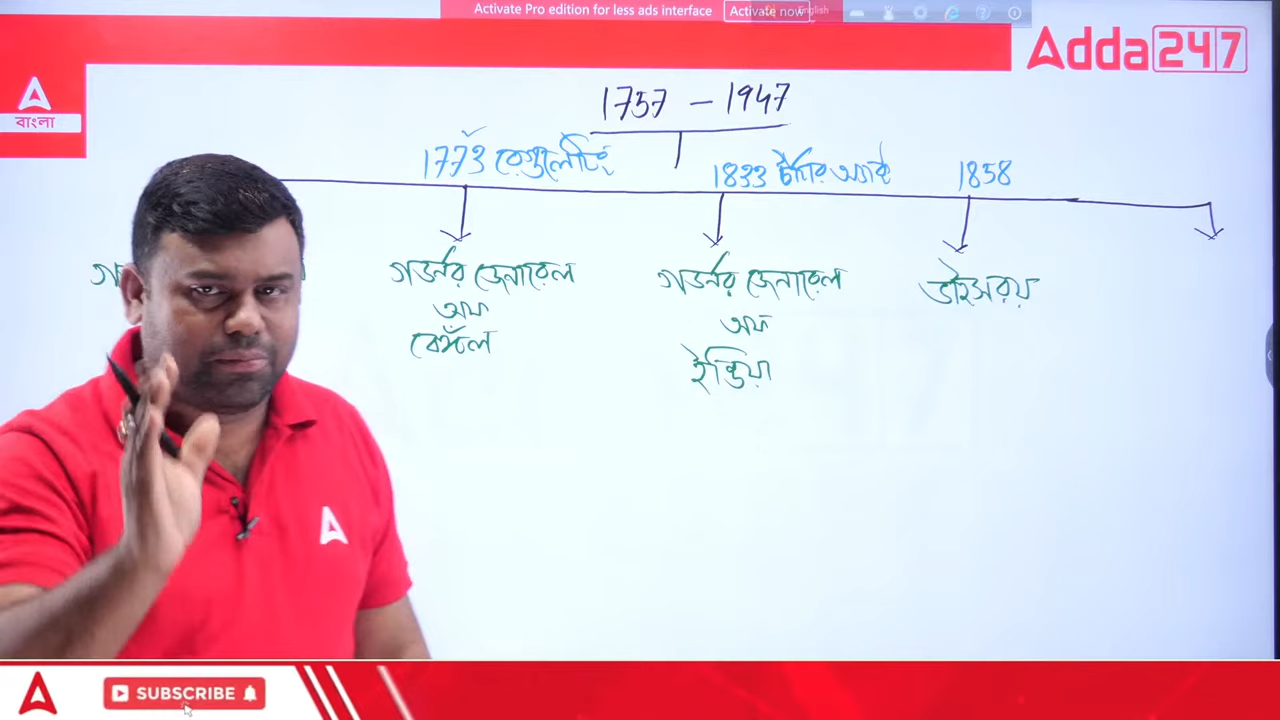 Activate Pro edition for less ads interface
Activate now
English
Adda247
বাংলা
1757 – 1947
1773 রেগুলেটিং
1833 চার্টার অ্যাক্ট
1858
গভর্নর জেনারেল
অফ
বেঙ্গল
গভর্নর জেনারেল
অফ
ইন্ডিয়া
ভাইসরয়
SUBSCRIBE